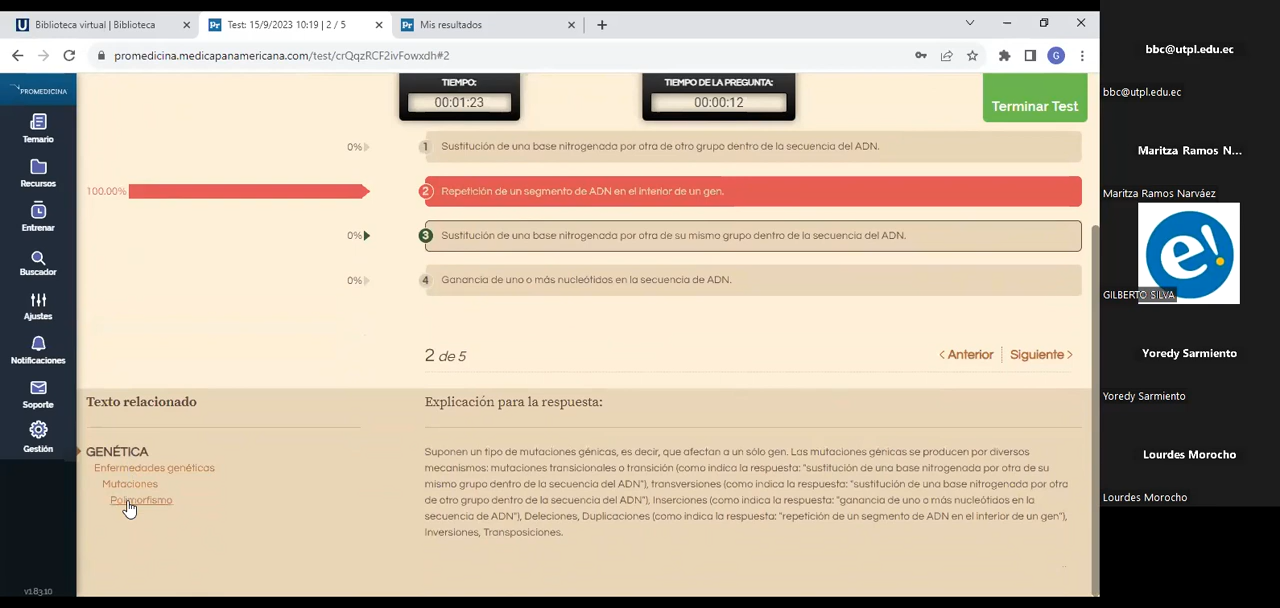 Biblioteca virtual | Biblioteca
Test: 15/9/2023 10:19 | 2 / 5
Mis resultados
promedicina.medicapanamericana.com/test/crQqzRCF2ivFowxdh#2
G
PROMEDICINA
Temario
Recursos
Entrenar
Buscador
Ajustes
Notificaciones
Soporte
Gestión
v1.83.10
TIEMPO:
00:01:23
TIEMPO DE LA PREGUNTA:
00:00:12
Terminar Test
0%
1 Sustitución de una base nitrogenada por otra de otro grupo dentro de la secuencia del ADN.
100.00%
2 Repetición de un segmento de ADN en el interior de un gen.
0%
3 Sustitución de una base nitrogenada por otra de su mismo grupo dentro de la secuencia del ADN.
0%
4 Ganancia de uno o más nucleótidos en la secuencia de ADN.
2 de 5
Anterior
Siguiente
Texto relacionado
GENÉTICA
Enfermedades genéticas
Mutaciones
Polimorfismo
Explicación para la respuesta:
Suponen un tipo de mutaciones génicas, es decir, que afectan a un sólo gen. Las mutaciones génicas se producen por diversos
mecanismos: mutaciones transicionales o transición (como indica la respuesta: "sustitución de una base nitrogenada por otra de su
mismo grupo dentro de la secuencia del ADN"), transversiones (como indica la respuesta: "sustitución de una base nitrogenada por otra
de otro grupo dentro de la secuencia del ADN"), Inserciones (como indica la respuesta: "ganancia de uno o más nucleótidos en la
secuencia de ADN"), Deleciones, Duplicaciones (como indica la respuesta: "repetición de un segmento de ADN en el interior de un gen"),
Inversiones, Transposiciones.
bbc@utpl.edu.ec
bbc@utpl.edu.ec
Maritza Ramos N...
Maritza Ramos Narváez
e!
GILBERTO SILVA
Yoredy Sarmiento
Yoredy Sarmiento
Lourdes Morocho
Lourdes Morocho